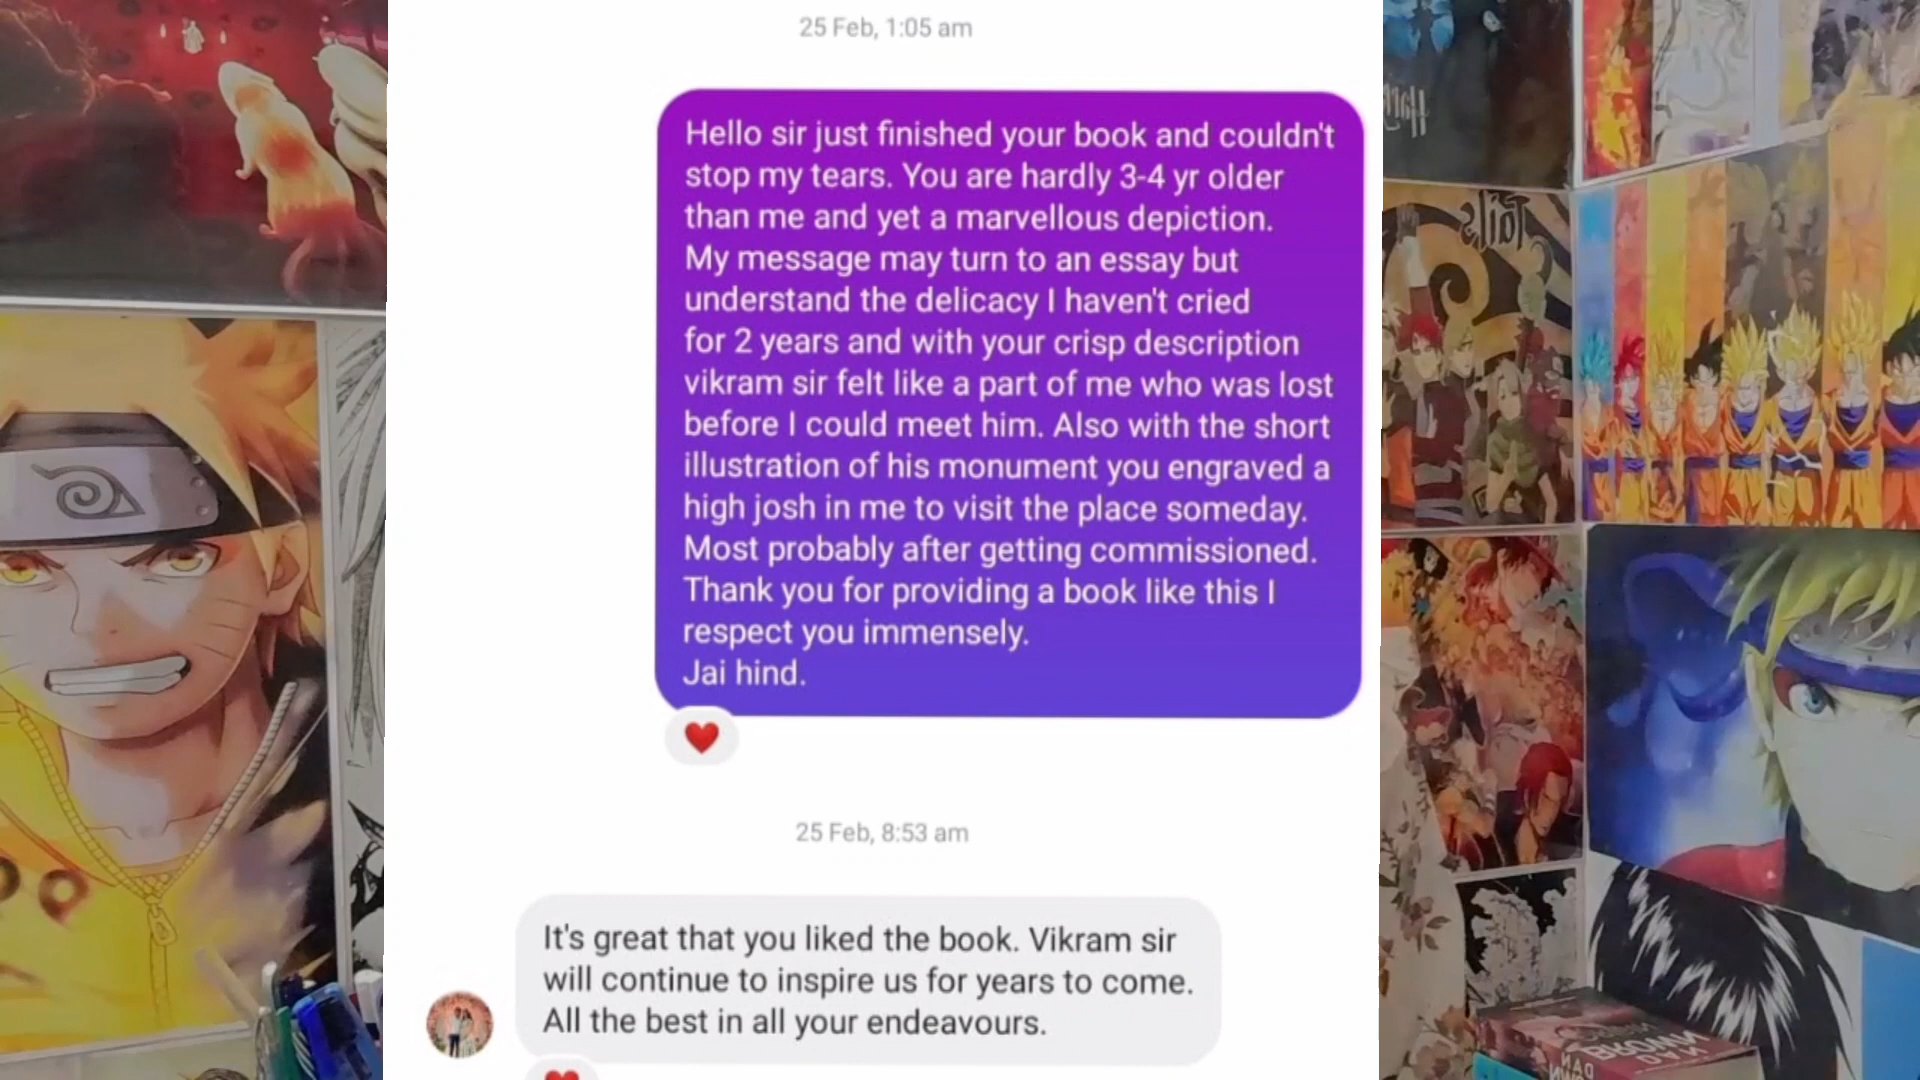 25 Feb, 1:05 am
Hello sir just finished your book and couldn't
stop my tears. You are hardly 3-4 yr older
than me and yet a marvellous depiction.
My message may turn to an essay but
understand the delicacy I haven't cried
for 2 years and with your crisp description
vikram sir felt like a part of me who was lost
before I could meet him. Also with the short
illustration of his monument you engraved a
high josh in me to visit the place someday.
Most probably after getting commissioned.
Thank you for providing a book like this I
respect you immensely.
Jai hind.
25 Feb, 8:53 am
It's great that you liked the book. Vikram sir
will continue to inspire us for years to come.
All the best in all your endeavours.
Tails
DAN
BROWN